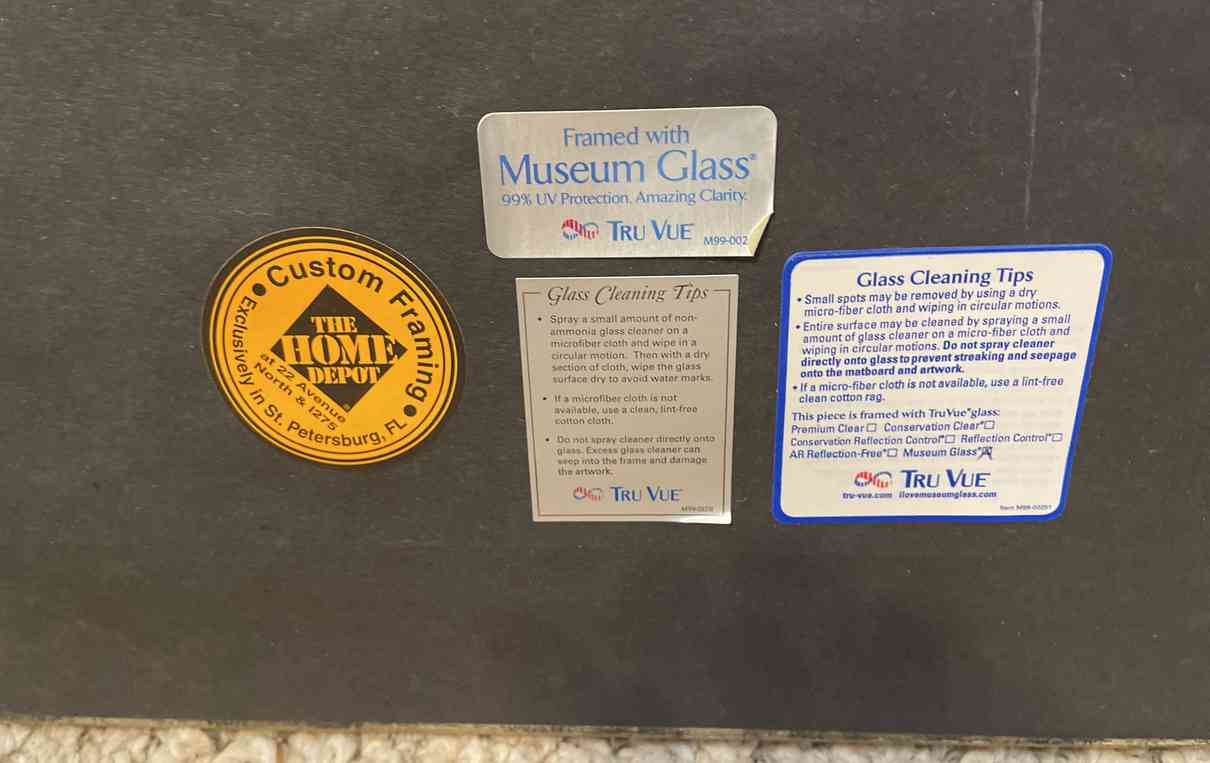 Framed with
Museum Glass®
99% UV Protection. Amazing Clarity.
TRU VUE
M99-002
Custom Framing
THE
HOME
DEPOT
at 22 Avenue
North & I275
Exclusively in St. Petersburg, FL
Glass Cleaning Tips
• Spray a small amount of non-
ammonia glass cleaner on a
microfiber cloth and wipe in a
circular motion. Then with a dry
section of cloth, wipe the glass
surface dry to avoid water marks.
• If a microfiber cloth is not
available, use a clean, lint-free
cotton cloth.
• Do not spray cleaner directly onto
glass. Excess glass cleaner can
seep into the frame and damage
the artwork.
TRU VUE
Glass Cleaning Tips
• Small spots may be removed by using a dry
micro-fiber cloth and wiping in circular motions.
• Entire surface may be cleaned by spraying a small
amount of glass cleaner on a micro-fiber cloth and
wiping in circular motions. Do not spray cleaner
directly onto glass to prevent streaking and seepage
onto the matboard and artwork.
• If a micro-fiber cloth is not available, use a lint-free
clean cotton rag.
This piece is framed with Tru Vue® glass:
Premium Clear☐ Conservation Clear®☐
Conservation Reflection Control®☐ Reflection Control®☐
AR Reflection-Free®☐ Museum Glass®☒
TRU VUE
tru-vue.com ilovemuseumglass.com
Item